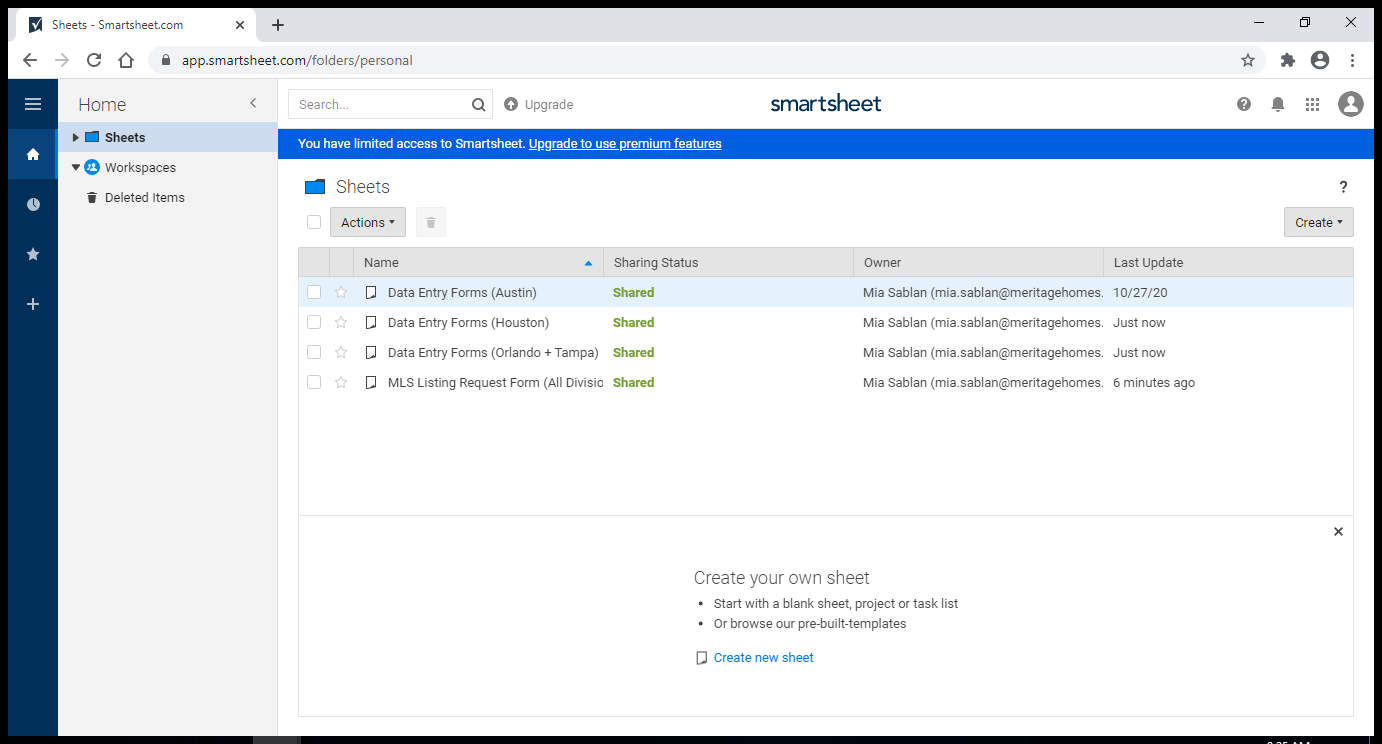 Sheets - Smartsheet.com
app.smartsheet.com/folders/personal
Home
Search...
Upgrade
smartsheet
Sheets
Workspaces
Deleted Items
You have limited access to Smartsheet. Upgrade to use premium features
Sheets
?
Actions
Create
Name Sharing Status Owner Last Update
Data Entry Forms (Austin) Shared Mia Sablan (mia.sablan@meritagehomes. 10/27/20
Data Entry Forms (Houston) Shared Mia Sablan (mia.sablan@meritagehomes. Just now
Data Entry Forms (Orlando + Tampa) Shared Mia Sablan (mia.sablan@meritagehomes. Just now
MLS Listing Request Form (All Divisio Shared Mia Sablan (mia.sablan@meritagehomes. 6 minutes ago
Create your own sheet
• Start with a blank sheet, project or task list
• Or browse our pre-built-templates
Create new sheet